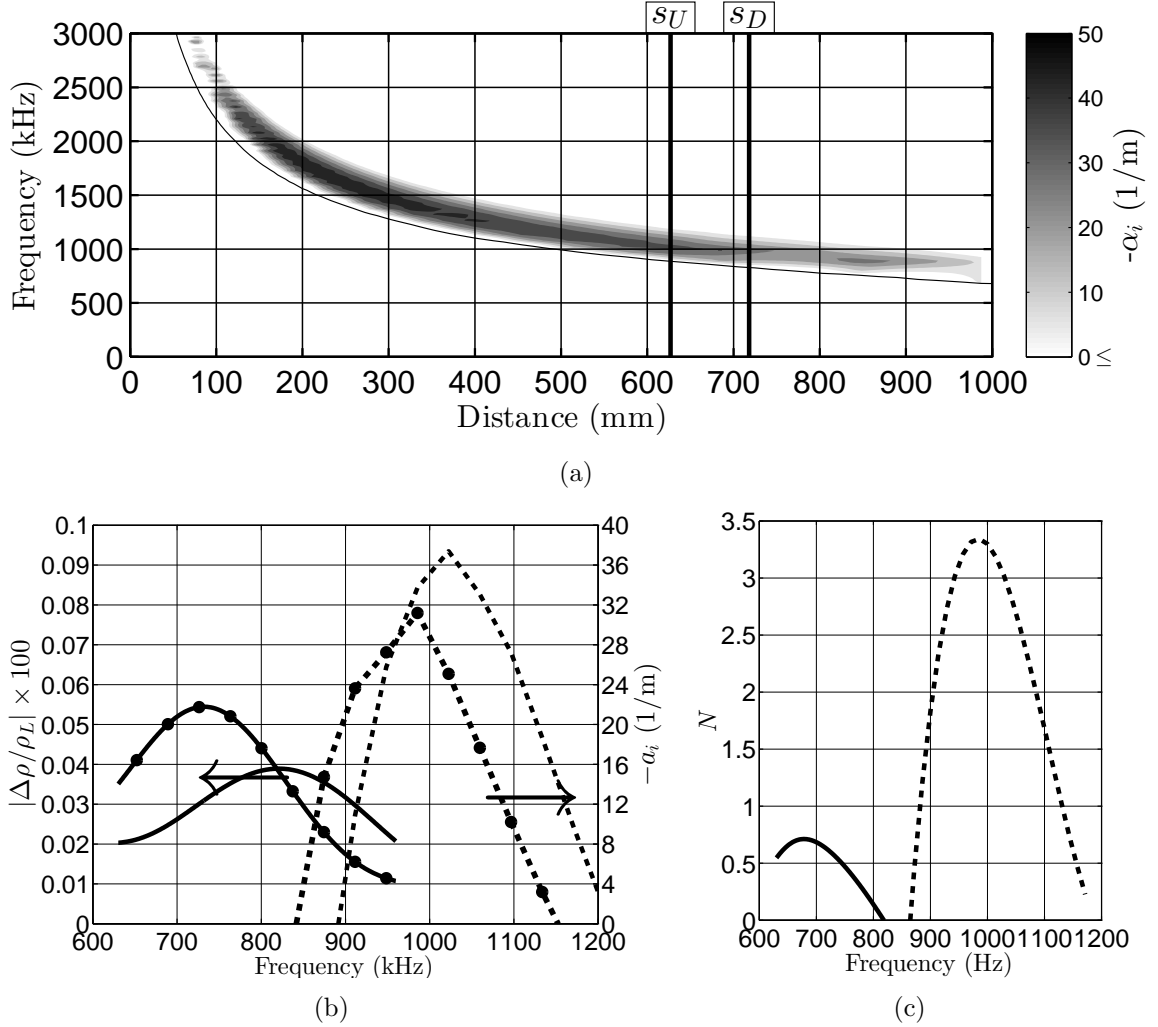 s_U s_D
3000
2500
2000
1500
1000
500
0
Frequency (kHz)
0 100 200 300 400 500 600 700 800 900 1000
Distance (mm)
50
40
30
20
10
0 ≤
-α_i (1/m)
(a)
0.1
0.09
0.08
0.07
0.06
0.05
0.04
0.03
0.02
0.01
0
|Δρ/ρ_L| × 100
40
36
32
28
24
20
16
12
8
4
0
−a_i (1/m)
600 700 800 900 1000 1100 1200
Frequency (kHz)
(b)
3.5
3
2.5
2
1.5
1
0.5
0
N
600 700 800 900 1000 1100 1200
Frequency (Hz)
(c)